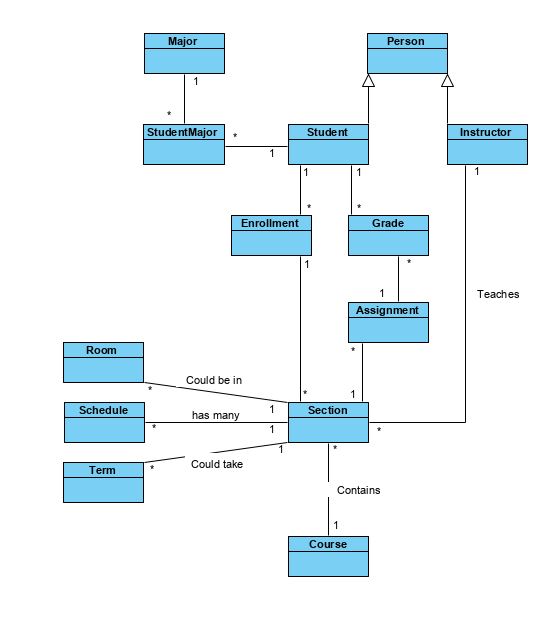 Major
Person
1
*
StudentMajor
*
Student
Instructor
1
1
1
1
*
*
Enrollment
Grade
1
*
1
Teaches
Assignment
*
Room
Could be in
*
*
1
1
Schedule
has many
Section
*
1
*
Term
*
Could take
1
*
Contains
1
Course